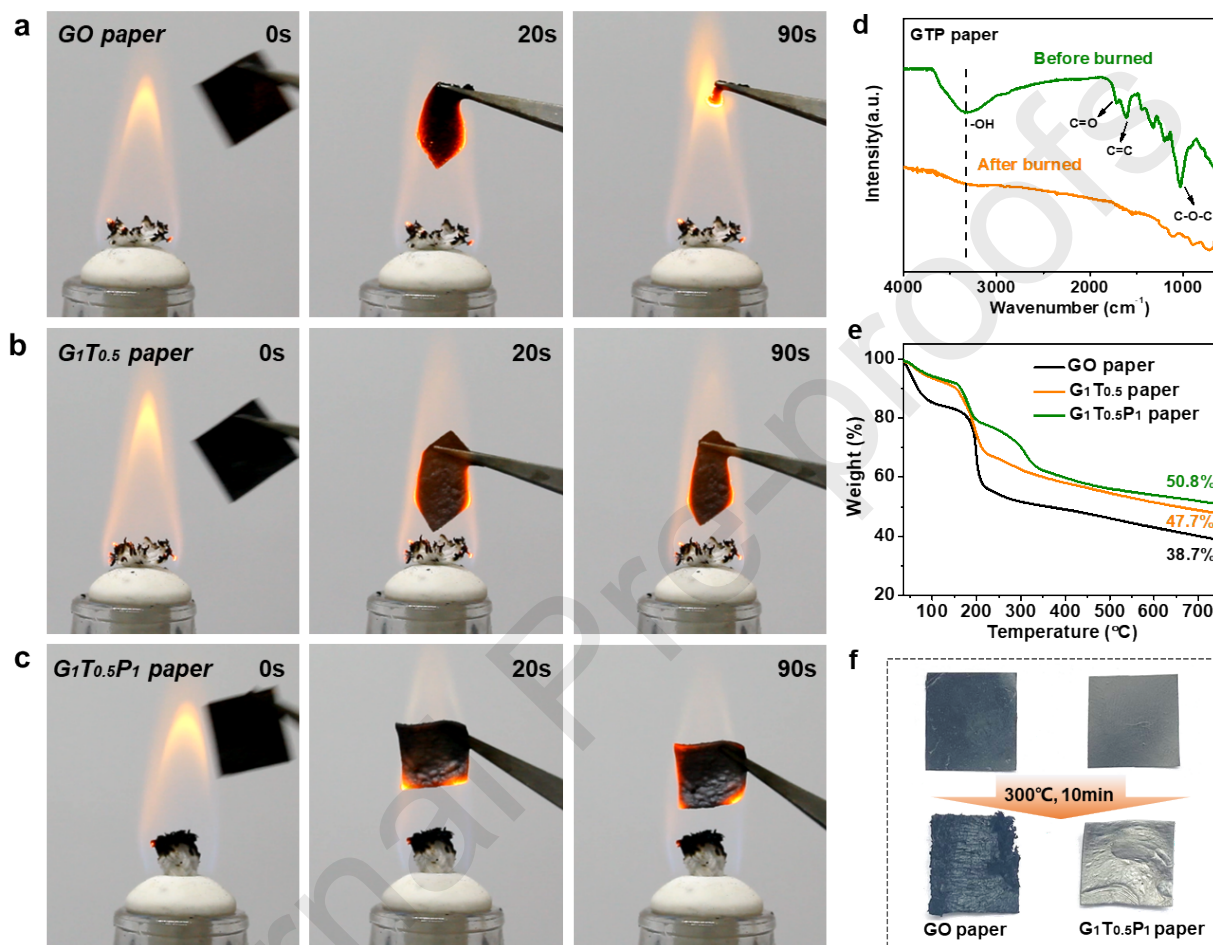 a
GO paper
0s
20s
90s
b
G1T0.5 paper
0s
20s
90s
c
G1T0.5P1 paper
0s
20s
90s
d
GTP paper
Before burned
-OH
C=O
C=C
C-O-C
After burned
Intensity(a.u.)
4000
3000
2000
1000
Wavenumber (cm-1)
e
GO paper
G1T0.5 paper
G1T0.5P1 paper
50.8%
47.7%
38.7%
Weight (%)
100
80
60
40
20
100
200
300
400
500
600
700
Temperature (°C)
f
300℃, 10min
GO paper
G1T0.5P1 paper
rnal Pre-proofs